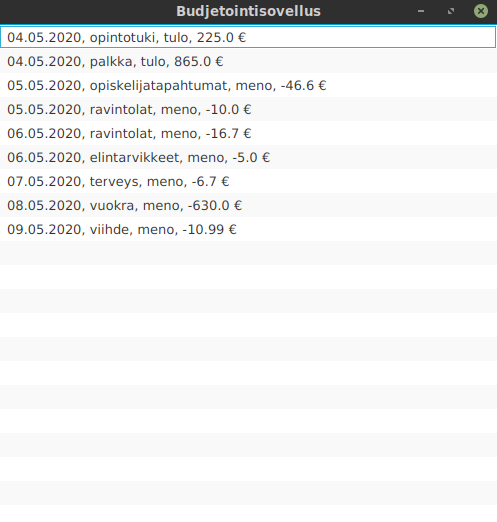 Budjetointisovellus
04.05.2020, opintotuki, tulo, 225.0 €
04.05.2020, palkka, tulo, 865.0 €
05.05.2020, opiskelijatapahtumat, meno, -46.6 €
05.05.2020, ravintolat, meno, -10.0 €
06.05.2020, ravintolat, meno, -16.7 €
06.05.2020, elintarvikkeet, meno, -5.0 €
07.05.2020, terveys, meno, -6.7 €
08.05.2020, vuokra, meno, -630.0 €
09.05.2020, viihde, meno, -10.99 €